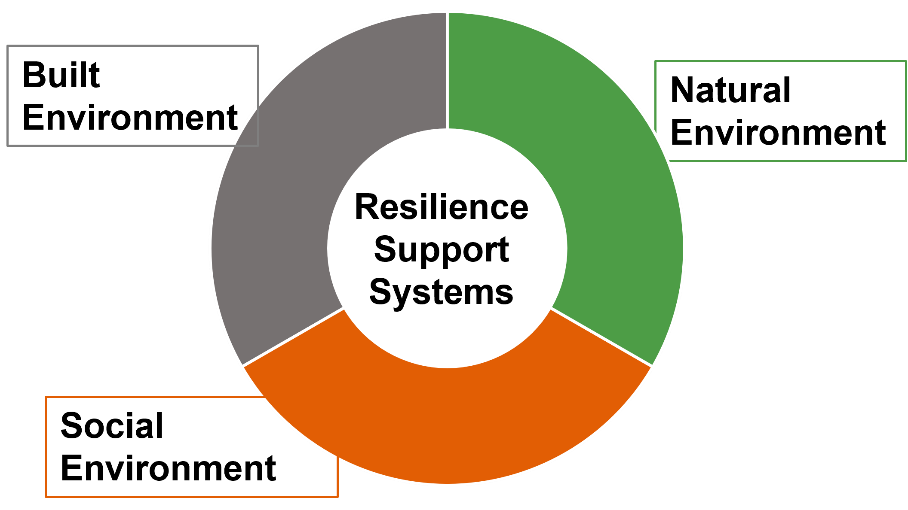 Built
Environment
Natural
Environment
Resilience
Support
Systems
Social
Environment